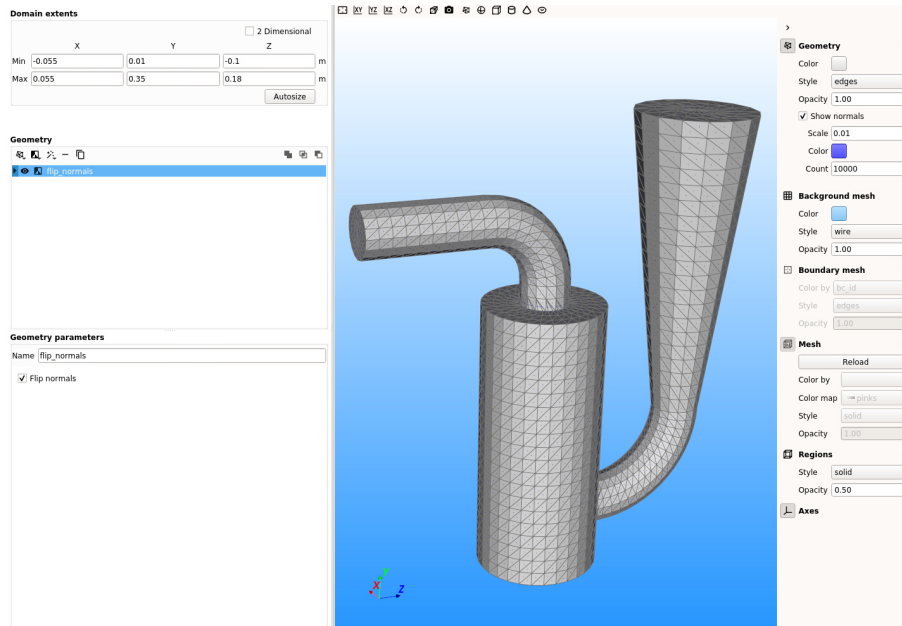 Domain extents
2 Dimensional
X Y Z
Min -0.055 0.01 -0.1 m
Max 0.055 0.35 0.18 m
Autosize
Geometry
flip_normals
Geometry parameters
Name flip_normals
Flip normals
XY YZ XZ
Y
X
Z
Geometry
Color
Style edges
Opacity 1.00
Show normals
Scale 0.01
Color
Count 10000
Background mesh
Color
Style wire
Opacity 1.00
Boundary mesh
Color by bc_id
Style edges
Opacity 1.00
Mesh
Reload
Color by
Color map pinks
Style solid
Opacity 1.00
Regions
Style solid
Opacity 0.50
Axes